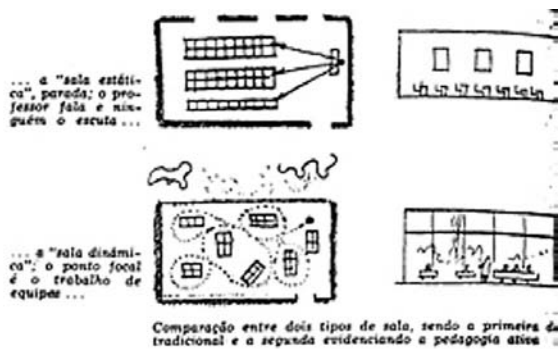 ... a "sala estáti-
ca", parada; o pro-
fessor fala e nin-
guém o escuta ...
... a "sala dinâmi-
ca"; o ponto focal
é o trabalho de
equipes ...
Comparação entre dois tipos de sala, sendo a primeira
tradicional e a segunda evidenciando a pedagogia ativa